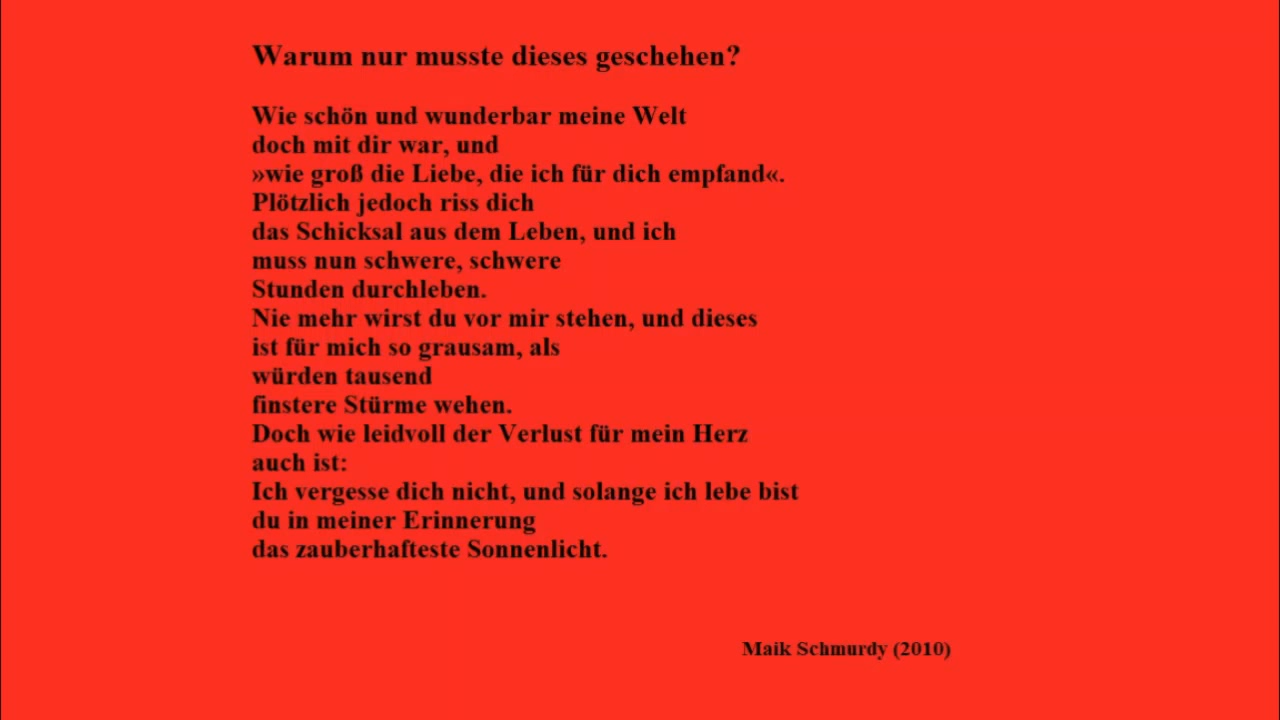 Warum nur musste dieses geschehen?
Wie schön und wunderbar meine Welt
doch mit dir war, und
»wie groß die Liebe, die ich für dich empfand«.
Plötzlich jedoch riss dich
das Schicksal aus dem Leben, und ich
muss nun schwere, schwere
Stunden durchleben.
Nie mehr wirst du vor mir stehen, und dieses
ist für mich so grausam, als
würden tausend
finstere Stürme wehen.
Doch wie leidvoll der Verlust für mein Herz
auch ist:
Ich vergesse dich nicht, und solange ich lebe bist
du in meiner Erinnerung
das zauberhafteste Sonnenlicht.
Maik Schmurdy (2010)